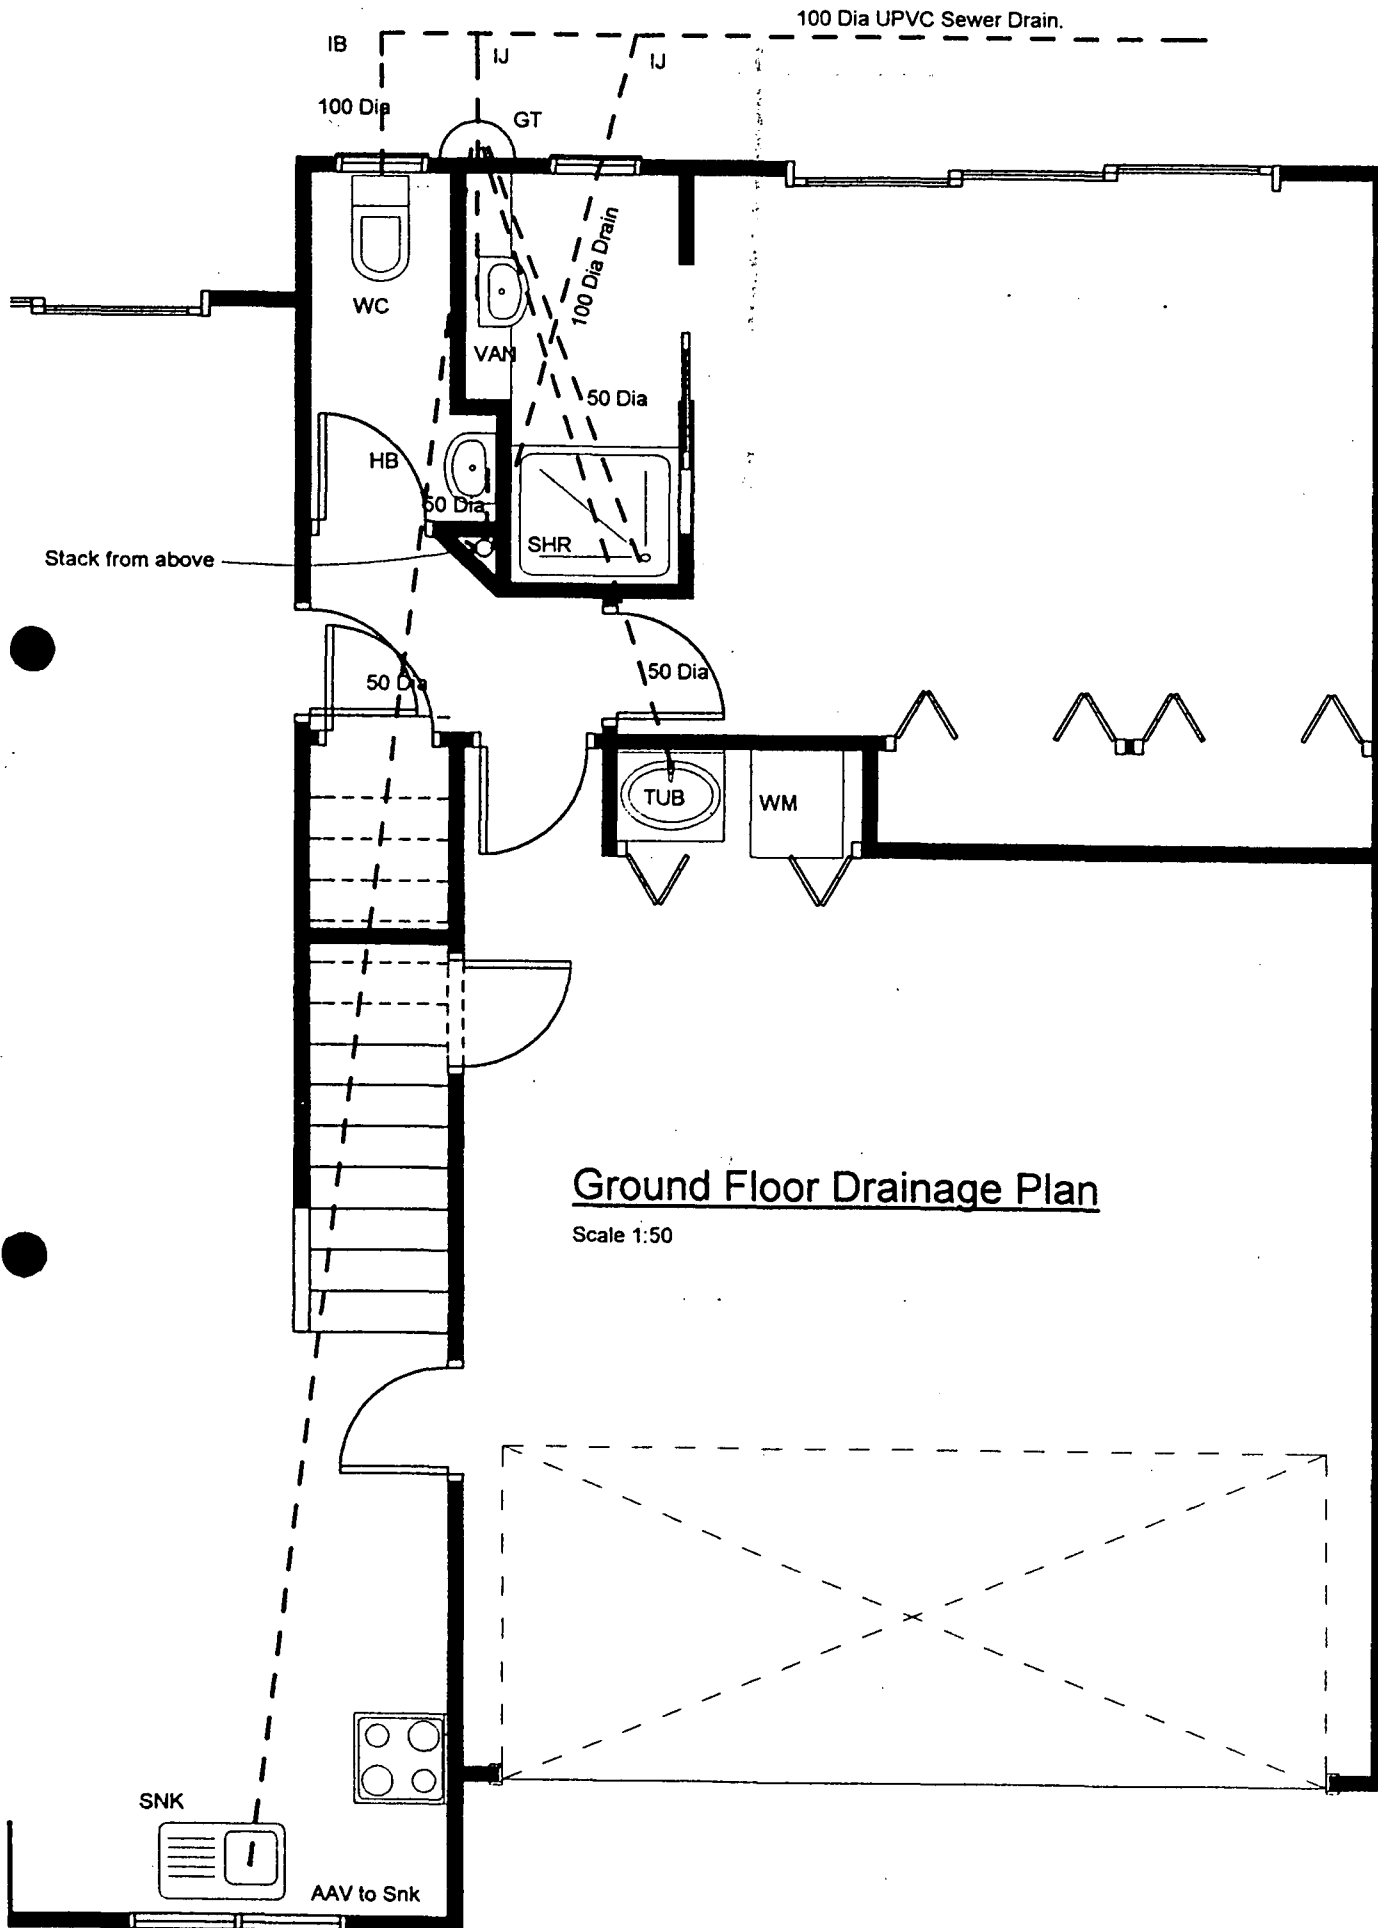 100 Dia UPVC Sewer Drain.
IB
IJ
IJ
100 Dia
GT
100 Dia Drain
WC
VAN
50 Dia
HB
50 Dia
SHR
Stack from above
50 Dia
50 Dia
TUB
WM
Ground Floor Drainage Plan
Scale 1:50
SNK
AAV to Snk